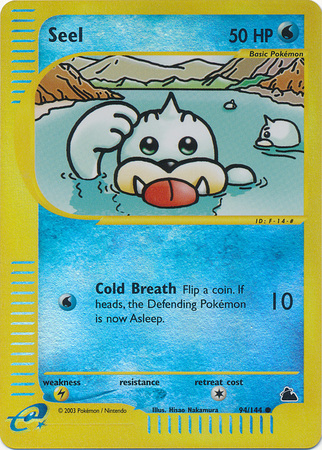 Seel 50 HP
Basic Pokémon
ID: F-14-#
Cold Breath Flip a coin. If
heads, the Defending Pokémon
is now Asleep.
10
weakness resistance retreat cost
e
© 2003 Pokémon / Nintendo Illus. Hisao Nakamura 94/144 ●